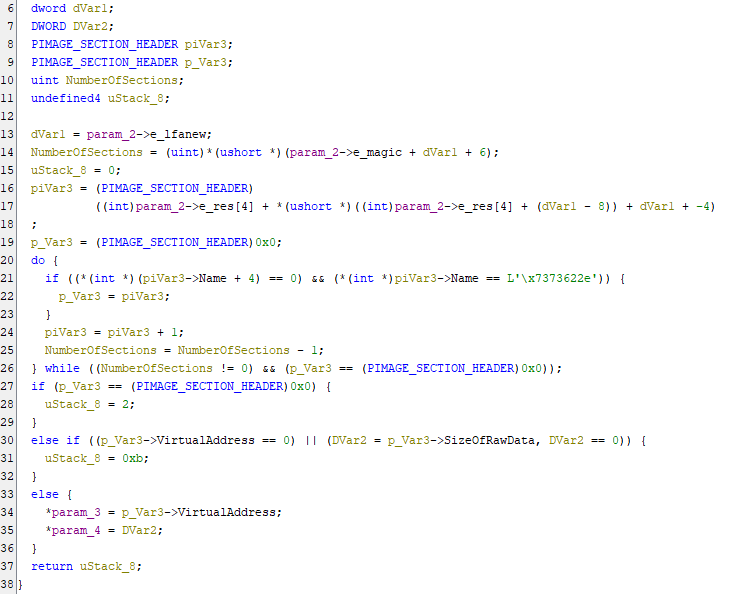 6 dword dVar1;
7 DWORD DVar2;
8 PIMAGE_SECTION_HEADER piVar3;
9 PIMAGE_SECTION_HEADER p_Var3;
10 uint NumberOfSections;
11 undefined4 uStack_8;
12
13 dVar1 = param_2->e_lfanew;
14 NumberOfSections = (uint)*(ushort *)(param_2->e_magic + dVar1 + 6);
15 uStack_8 = 0;
16 piVar3 = (PIMAGE_SECTION_HEADER)
17 ((int)param_2->e_res[4] + *(ushort *)((int)param_2->e_res[4] + (dVar1 - 8)) + dVar1 + -4)
18 ;
19 p_Var3 = (PIMAGE_SECTION_HEADER)0x0;
20 do {
21 if ((*(int *)(piVar3->Name + 4) == 0) && (*(int *)piVar3->Name == L'\x7373622e')) {
22 p_Var3 = piVar3;
23 }
24 piVar3 = piVar3 + 1;
25 NumberOfSections = NumberOfSections - 1;
26 } while ((NumberOfSections != 0) && (p_Var3 == (PIMAGE_SECTION_HEADER)0x0));
27 if (p_Var3 == (PIMAGE_SECTION_HEADER)0x0) {
28 uStack_8 = 2;
29 }
30 else if ((p_Var3->VirtualAddress == 0) || (DVar2 = p_Var3->SizeOfRawData, DVar2 == 0)) {
31 uStack_8 = 0xb;
32 }
33 else {
34 *param_3 = p_Var3->VirtualAddress;
35 *param_4 = DVar2;
36 }
37 return uStack_8;
38 }